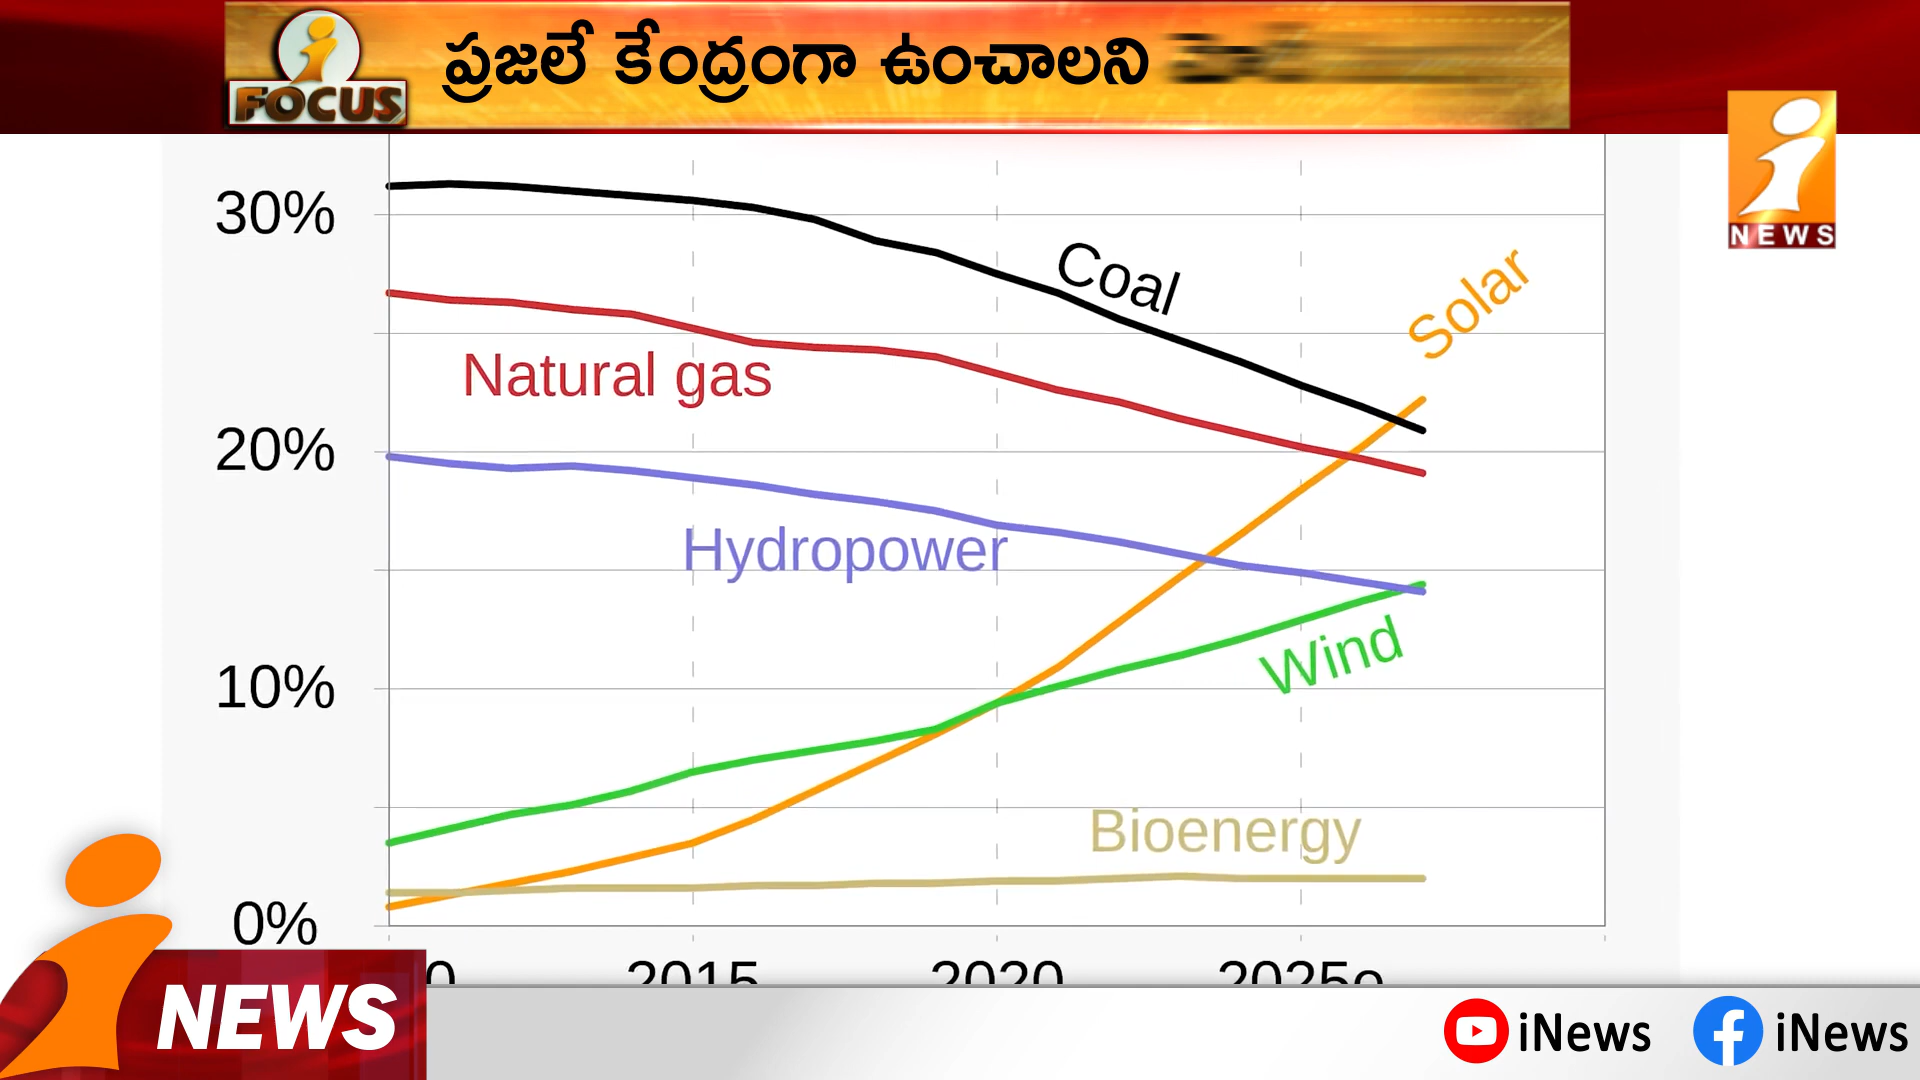 ప్రజలే కేంద్రంగా ఉంచాలని
FOCUS
NEWS
30%
Coal
Solar
Natural gas
20%
Hydropower
Wind
10%
Bioenergy
0%
2015
2020
NEWS
iNews
iNews